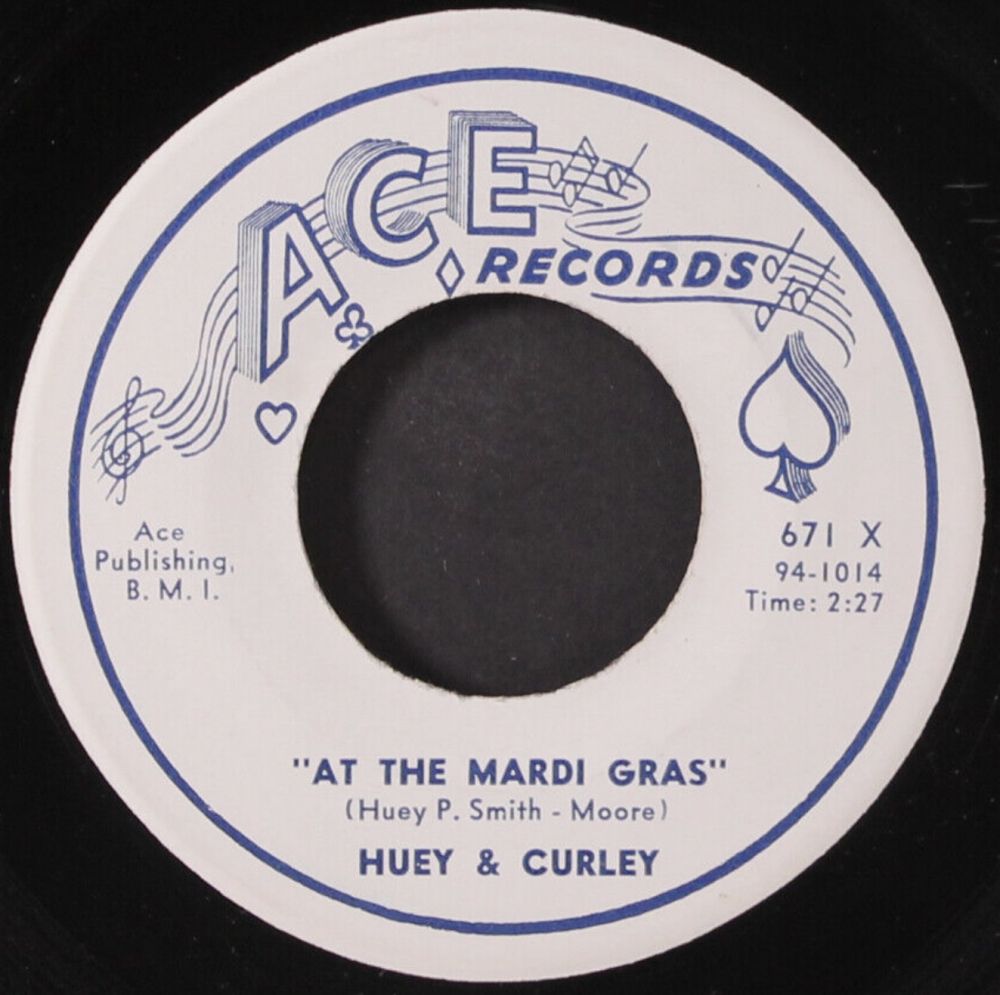 ACE
RECORDS
Ace
Publishing,
B. M. I.
671 X
94-1014
Time: 2:27
"AT THE MARDI GRAS"
(Huey P. Smith - Moore)
HUEY & CURLEY